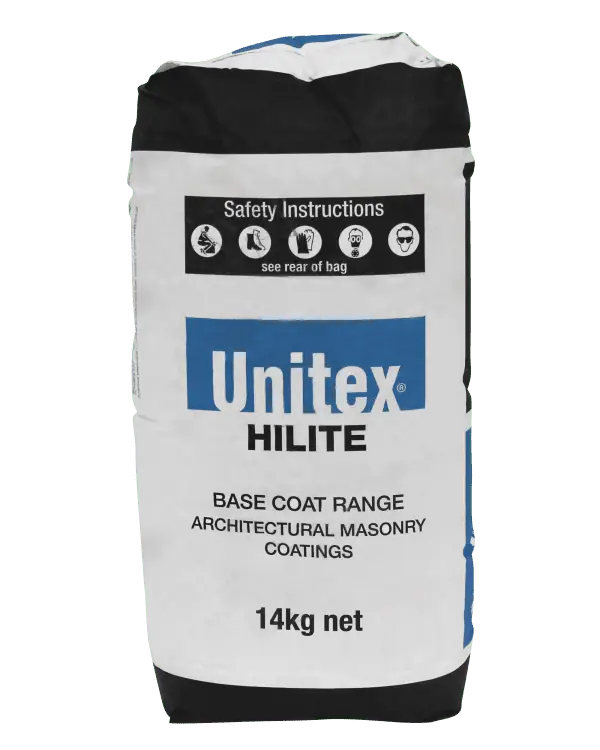 Safety Instructions
see rear of bag
Unitex®
HILITE
BASE COAT RANGE
ARCHITECTURAL MASONRY
COATINGS
14kg net